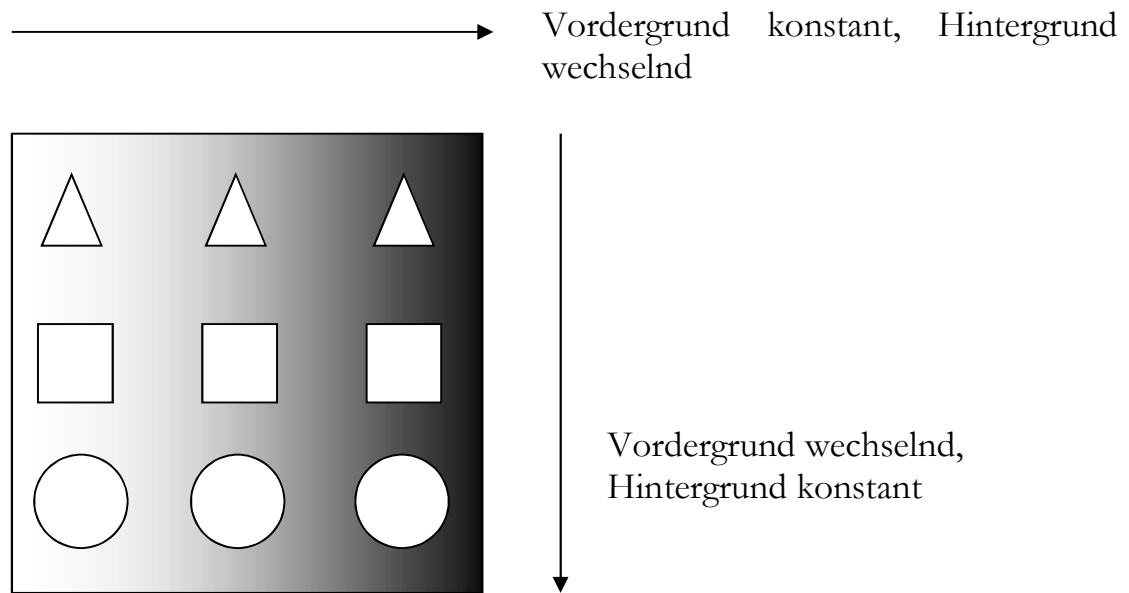 Vordergrund konstant, Hintergrund
wechselnd
Vordergrund wechselnd,
Hintergrund konstant